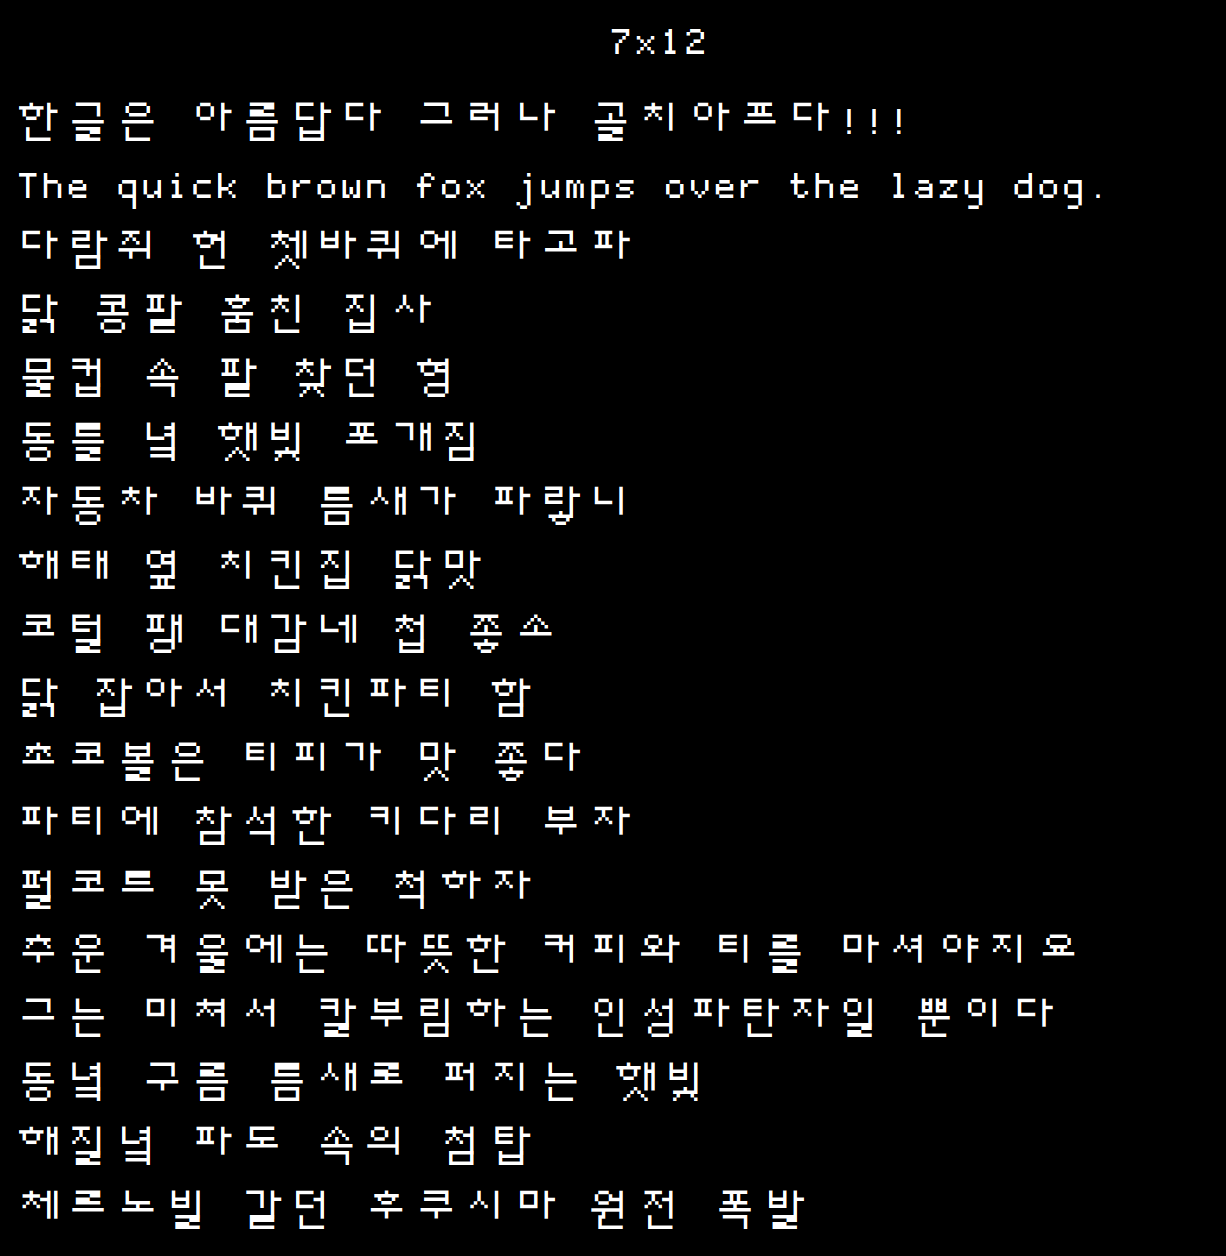 7x12
한글은 아름답다 그러나 골치아프다!!!
The quick brown fox jumps over the lazy dog.
다람쥐 헌 쳇바퀴에 타고파
닭 콩팥 훔친 집사
물컵 속 팔 찾던 형
동틀 녘 햇빛 포개짐
자동차 바퀴 틈새가 파랗니
해태 옆 치킨집 닭맛
코털 팽 대감네 첩 좋소
닭 잡아서 치킨파티 함
초코볼은 티피가 맛 좋다
파티에 참석한 키다리 부자
펄코트 못 받은 척하자
추운 겨울에는 따뜻한 커피와 티를 마셔야지요
그는 미쳐서 칼부림하는 인성파탄자일 뿐이다
동녘 구름 틈새로 퍼지는 햇빛
해질녘 파도 속의 첨탑
체르노빌 같던 후쿠시마 원전 폭발